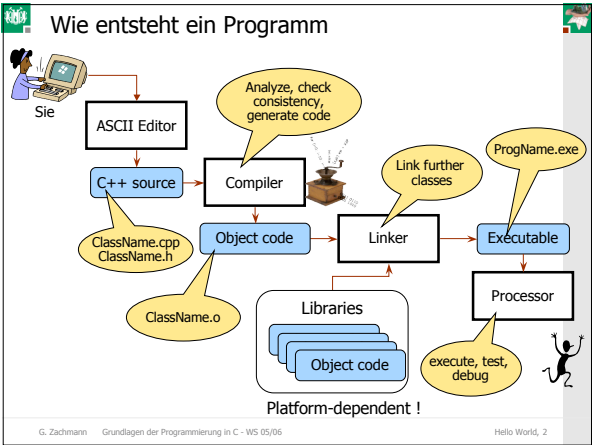 Wie entsteht ein Programm
Sie
ASCII Editor
Analyze, check
consistency,
generate code
C++ source
Compiler
Link further
classes
ProgName.exe
ClassName.cpp
ClassName.h
Object code
Linker
Executable
ClassName.o
Libraries
Object code
Processor
execute, test,
debug
Platform-dependent !
G. Zachmann Grundlagen der Programmierung in C - WS 05/06
Hello World, 2